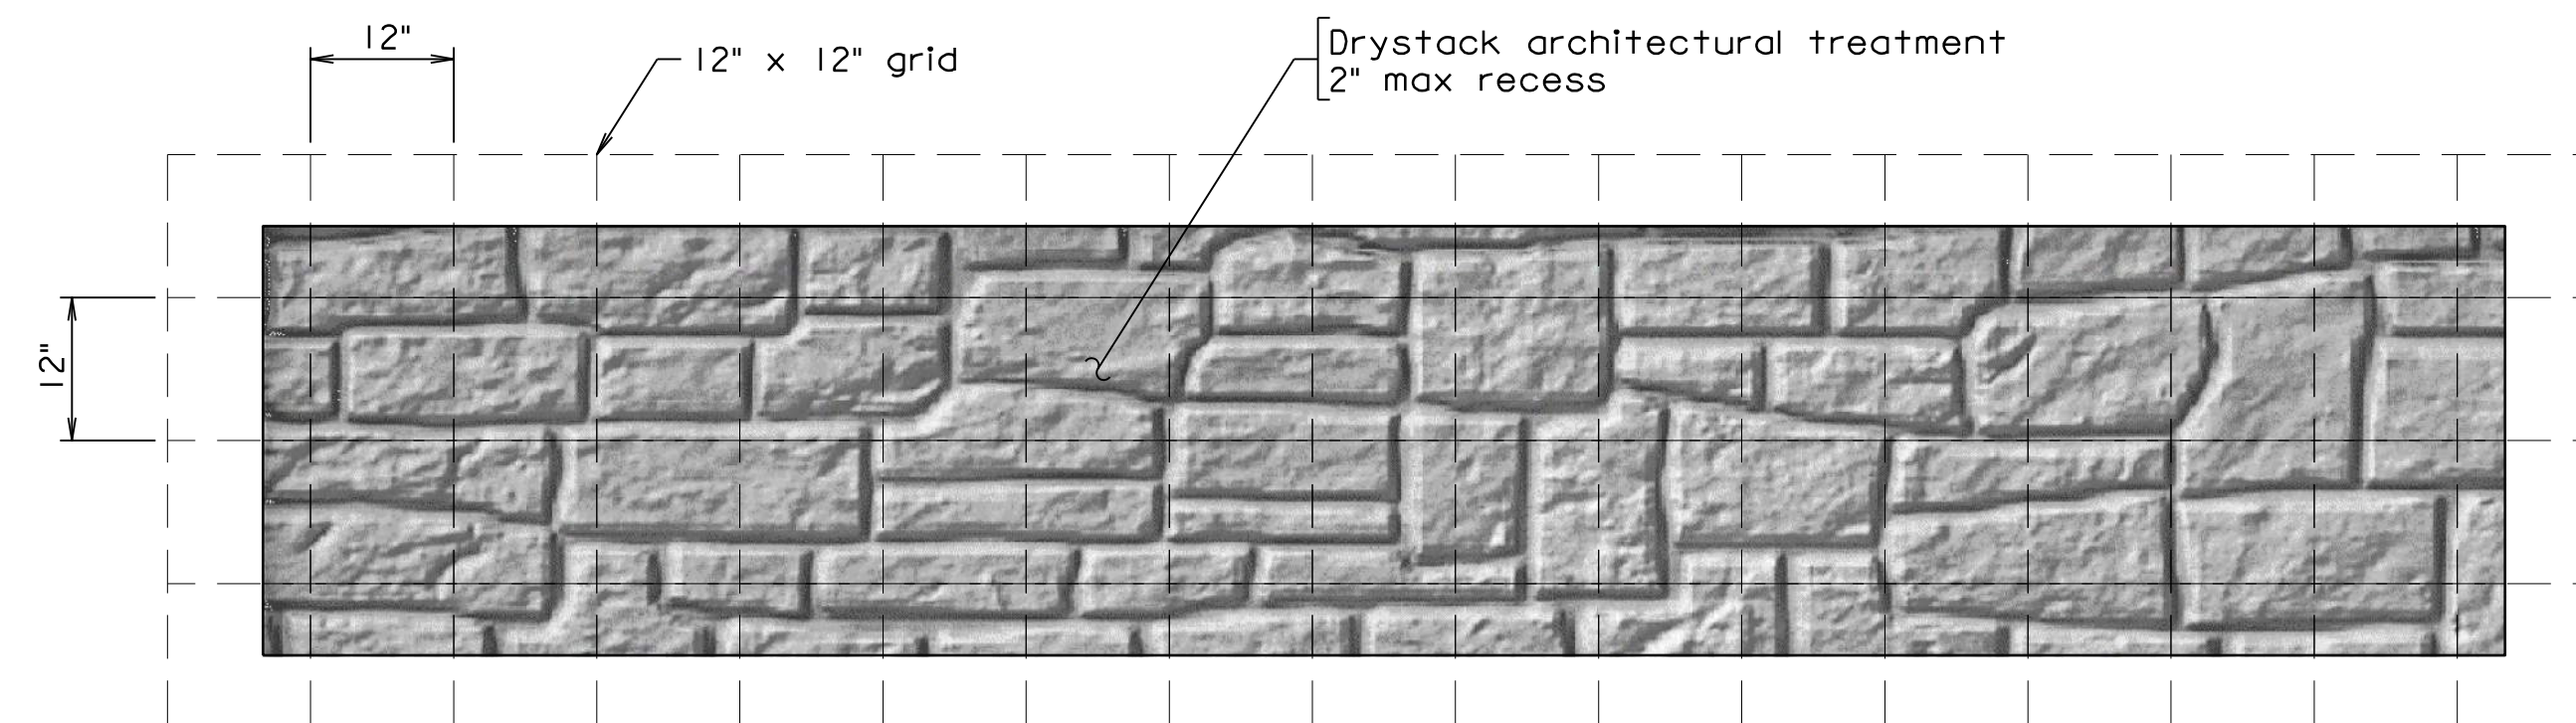 12"
12" x 12" grid
Drystack architectural treatment
2" max recess
12"